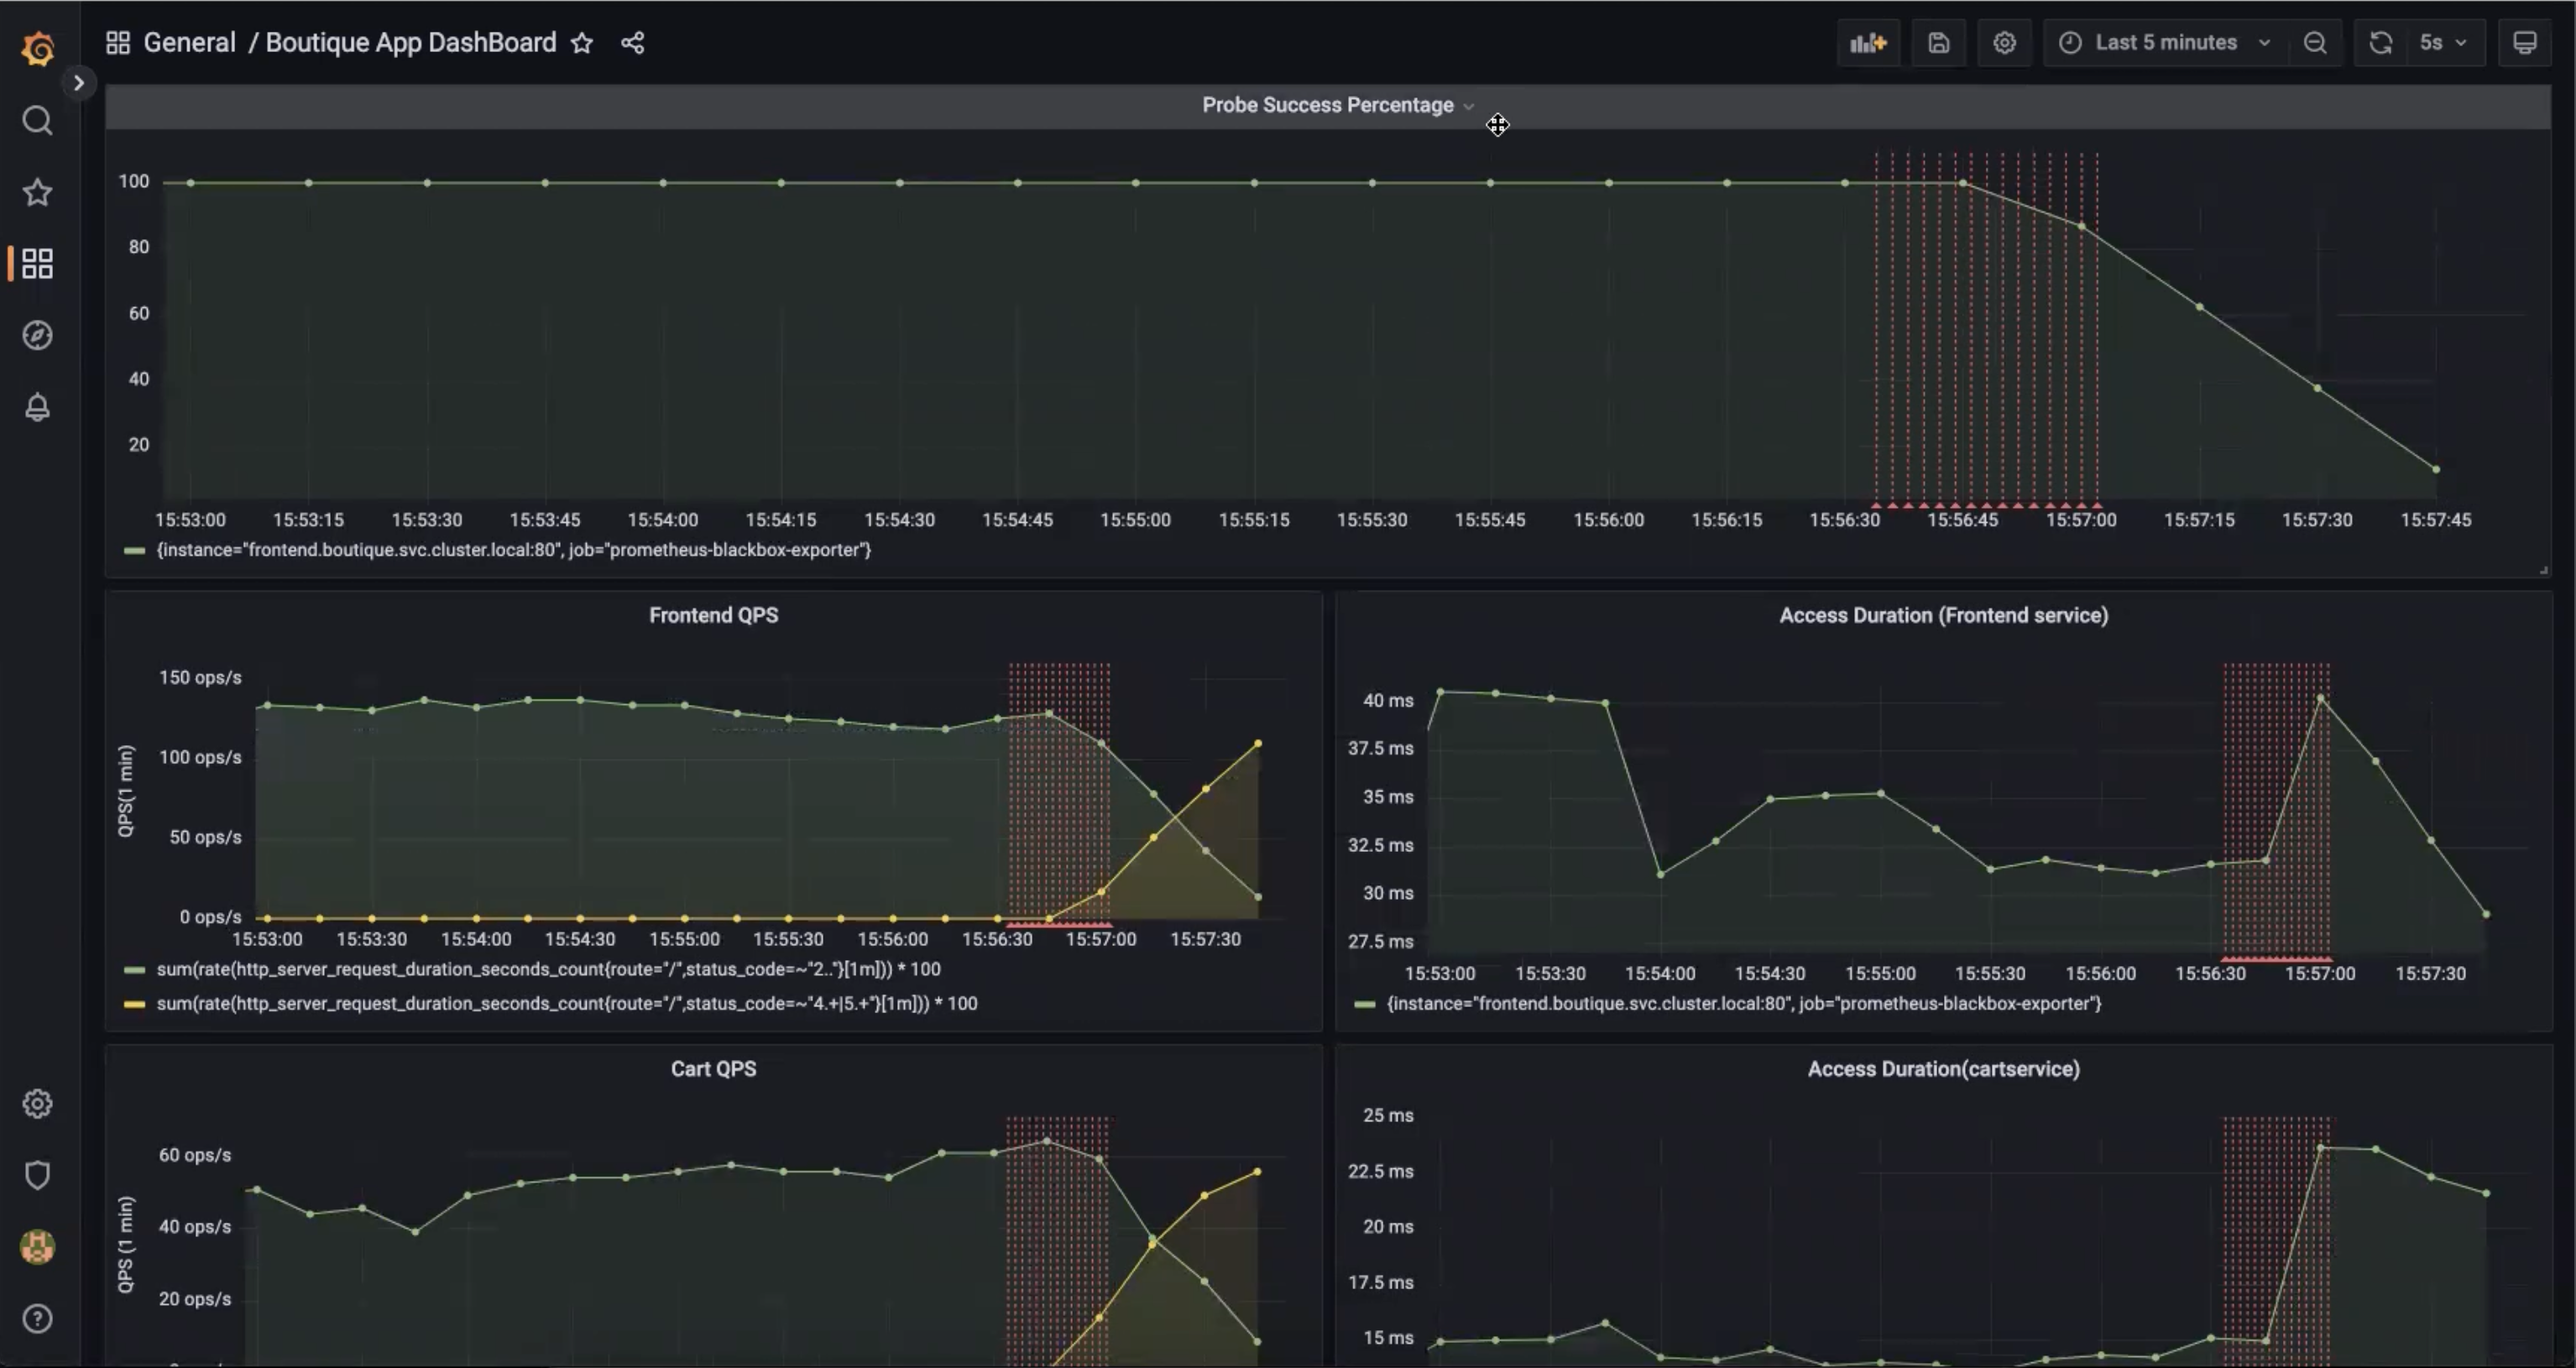 General / Boutique App DashBoard
Last 5 minutes
5s
Probe Success Percentage
100
80
60
40
20
15:53:00 15:53:15 15:53:30 15:53:45 15:54:00 15:54:15 15:54:30 15:54:45 15:55:00 15:55:15 15:55:30 15:55:45 15:56:00 15:56:15 15:56:30 15:56:45 15:57:00 15:57:15 15:57:30 15:57:45
{instance="frontend.boutique.svc.cluster.local:80", job="prometheus-blackbox-exporter"}
Frontend QPS
QPS(1 min)
150 ops/s
100 ops/s
50 ops/s
0 ops/s
15:53:00 15:53:30 15:54:00 15:54:30 15:55:00 15:55:30 15:56:00 15:56:30 15:57:00 15:57:30
sum(rate(http_server_request_duration_seconds_count{route="/",status_code=~"2.."}[1m])) * 100
sum(rate(http_server_request_duration_seconds_count{route="/",status_code=~"4.+|5.+"}[1m])) * 100
Access Duration (Frontend service)
40 ms
37.5 ms
35 ms
32.5 ms
30 ms
27.5 ms
15:53:00 15:53:30 15:54:00 15:54:30 15:55:00 15:55:30 15:56:00 15:56:30 15:57:00 15:57:30
{instance="frontend.boutique.svc.cluster.local:80", job="prometheus-blackbox-exporter"}
Cart QPS
QPS (1 min)
60 ops/s
40 ops/s
20 ops/s
Access Duration(cartservice)
25 ms
22.5 ms
20 ms
17.5 ms
15 ms